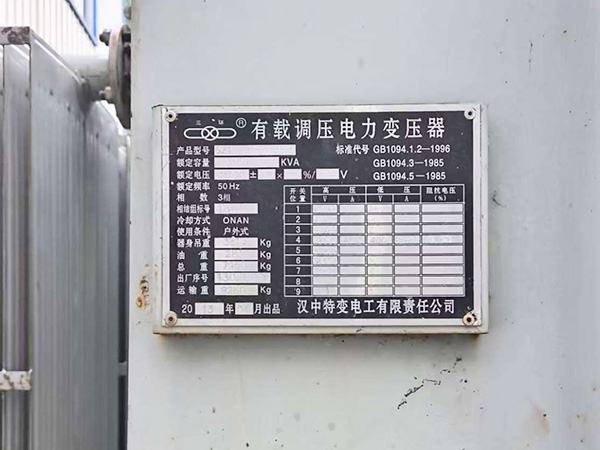 ® 有载调压电力变压器
产品型号 标准代号 GB1094.1.2-1996
额定容量 KVA GB1094.3-1985
额定电压 ± × %/ V GB1094.5-1985
额定频率 50Hz
相 数 3相
相结组标号
冷却方式 ONAN
使用条件 户外式
器身吊重 Kg
油 重 Kg
总 重 Kg
出厂序号
运输重 Kg
开关位置 高 压 低 压 阻抗电压
V A V A (%)
1
2
3
4
5
6
7
8
9
20 年 月出品 汉中特变电工有限责任公司